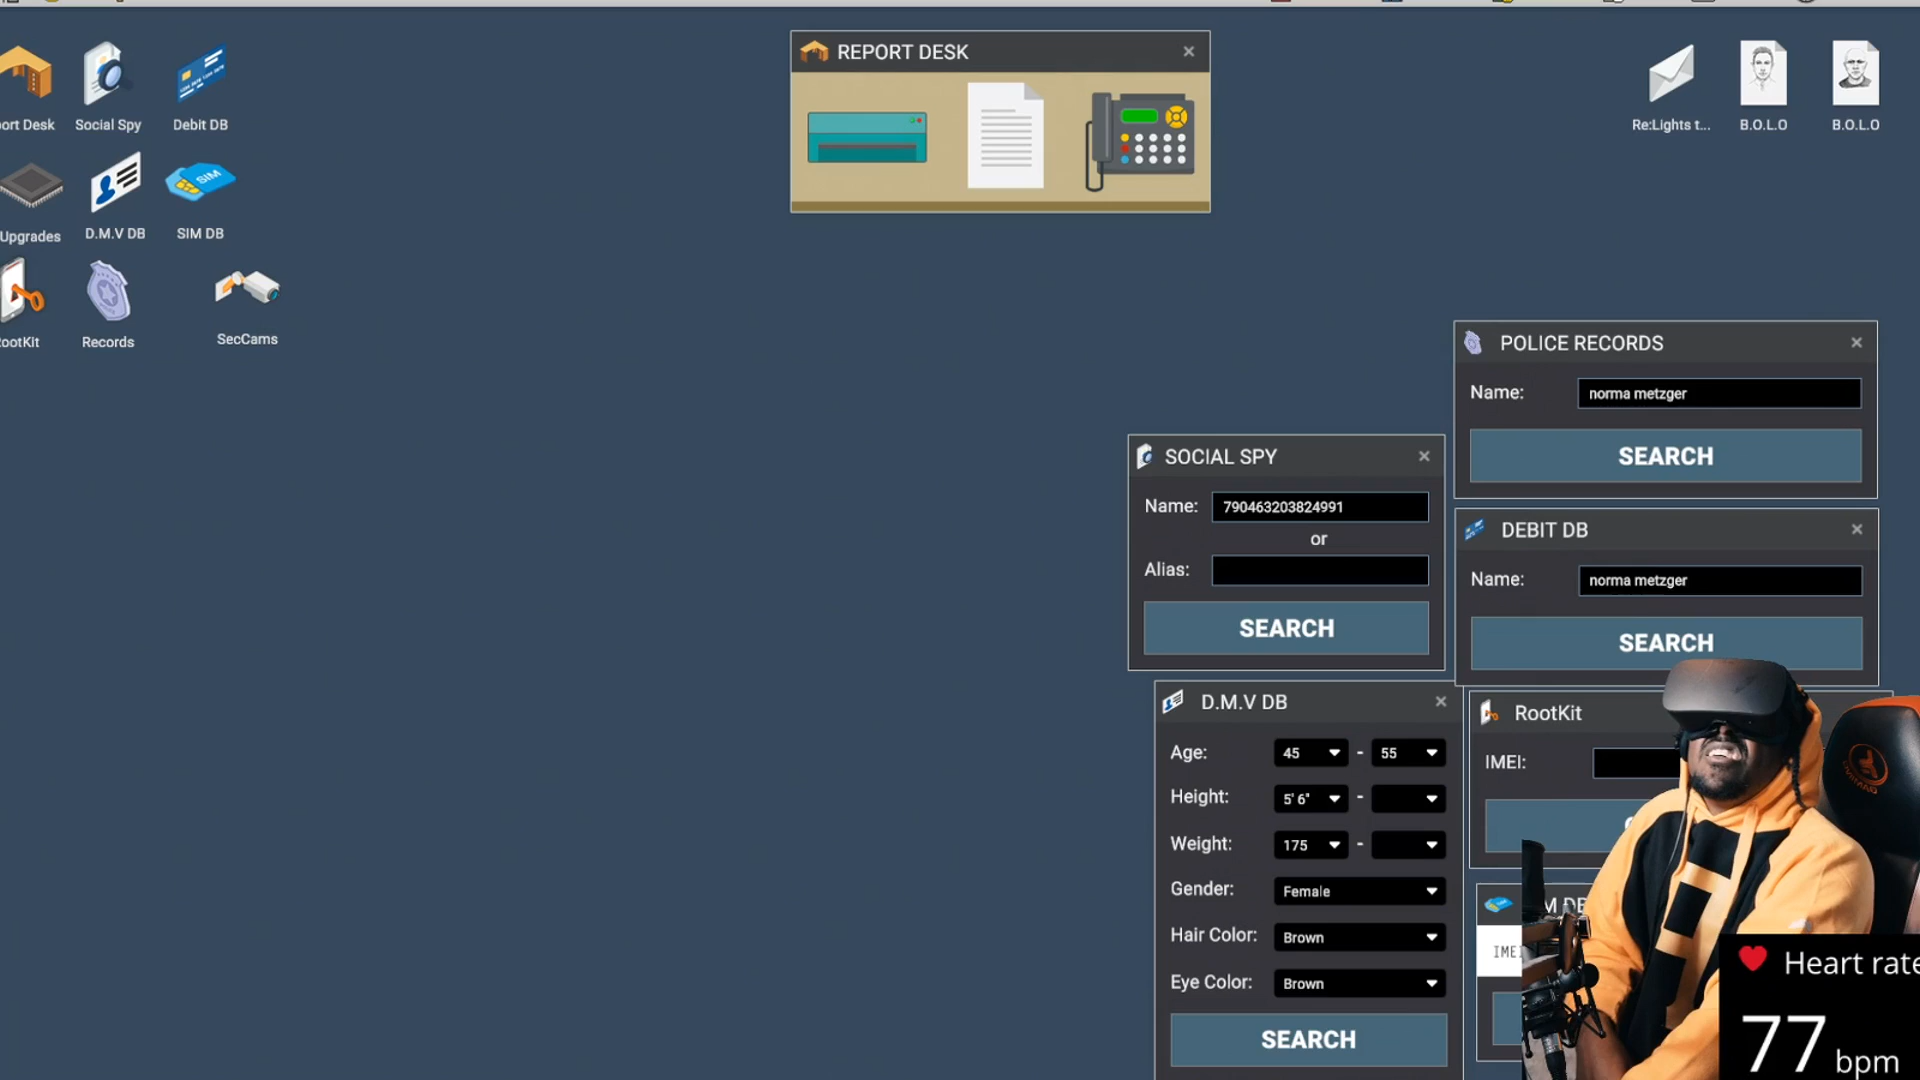 REPORT DESK
ort Desk
Social Spy
Debit DB
Re:Lights t...
B.O.L.O
B.O.L.O
SIM
Upgrades
D.M.V DB
SIM DB
ootKit
Records
SecCams
POLICE RECORDS
Name:
norma metzger
SEARCH
SOCIAL SPY
Name:
790463203824991
or
Alias:
SEARCH
DEBIT DB
Name:
norma metzger
SEARCH
D.M.V DB
Age:
45
-
55
Height:
5' 6"
-
Weight:
175
-
Gender:
Female
Hair Color:
Brown
Eye Color:
Brown
SEARCH
RootKit
IMEI:
M DB
IMEI
Heart rate
77 bpm